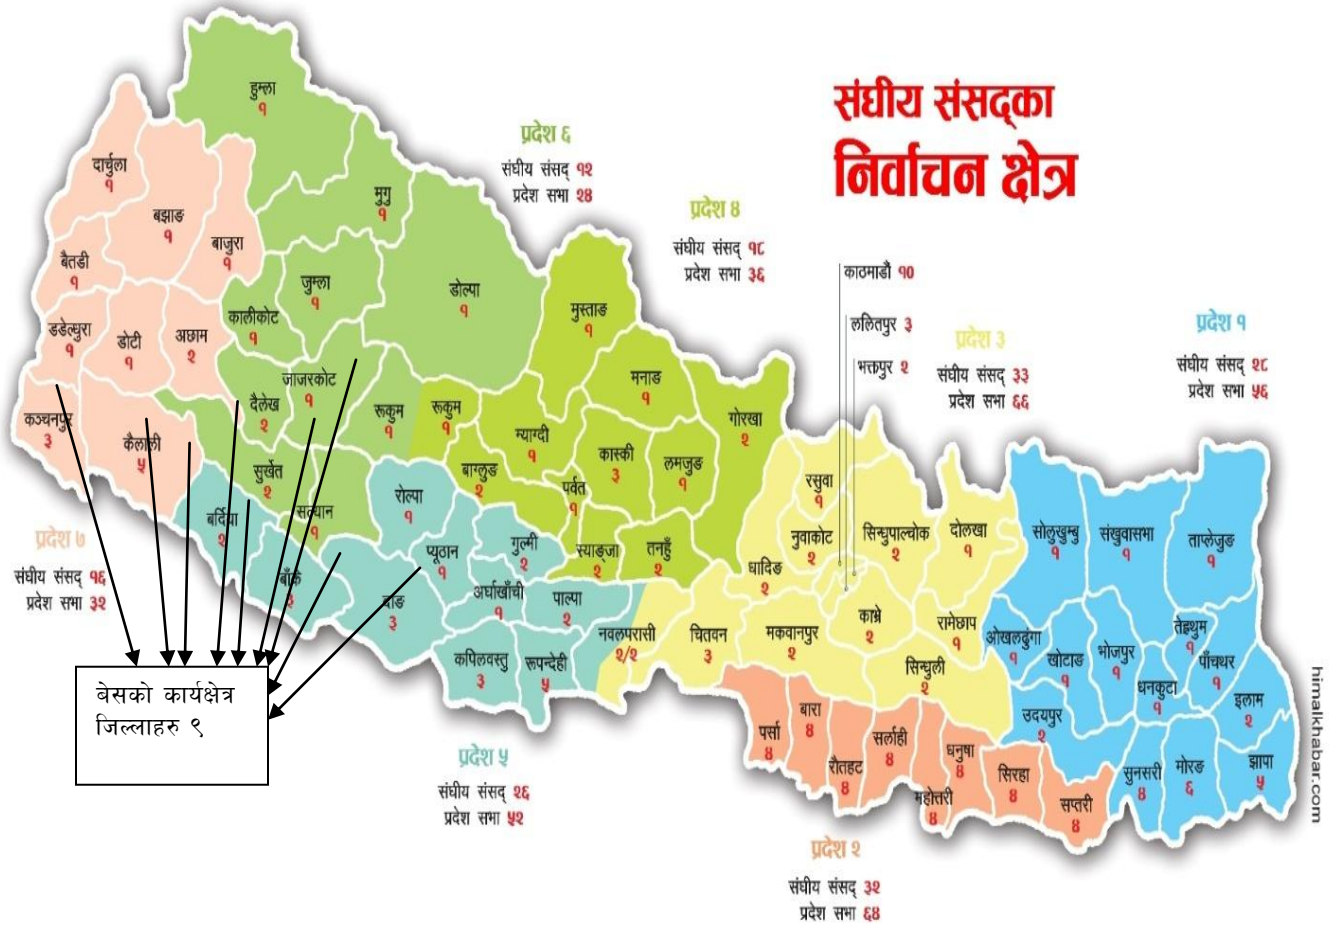 संघीय संसद्का
निर्वाचन क्षेत्र
हुम्ला
१
दार्चुला
१
बझाङ
१
बाजुरा
१
मुगु
१
प्रदेश ६
संघीय संसद् १२
प्रदेश सभा २४
प्रदेश ४
संघीय संसद् १८
प्रदेश सभा ३६
बैतडी
१
जुम्ला
१
डोल्पा
१
मुस्ताङ
१
काठमाडौं १०
ललितपुर ३
भक्तपुर २
प्रदेश ३
संघीय संसद् ३३
प्रदेश सभा ६६
प्रदेश १
संघीय संसद् २८
प्रदेश सभा ५६
डडेल्धुरा
१
डोटी
१
अछाम
२
कालीकोट
१
मनाङ
१
जाजरकोट
१
दैलेख
२
रूकुम
१
रूकुम
१
म्याग्दी
१
गोरखा
२
कञ्चनपुर
३
कैलाली
५
सुर्खेत
२
बाग्लुङ
२
कास्की
३
लमजुङ
१
पर्वत
१
रसुवा
१
सल्यान
१
रोल्पा
१
बर्दिया
२
नुवाकोट
२
सिन्धुपाल्चोक
२
दोलखा
१
सोलुखुम्बु
१
संखुवासभा
१
ताप्लेजुङ
१
प्रदेश ७
संघीय संसद् १६
प्रदेश सभा ३२
प्यूठान
१
गुल्मी
२
स्याङ्जा
२
तनहुँ
२
धादिङ
२
बाँके
३
दाङ
३
अर्घाखाँची
१
पाल्पा
२
नवलपरासी
२/२
चितवन
३
मकवानपुर
२
काभ्रे
२
रामेछाप
१
ओखलढुंगा
१
खोटाङ
१
भोजपुर
१
तेह्रथुम
१
पाँचथर
१
धनकुटा
१
इलाम
२
कपिलवस्तु
३
रूपन्देही
५
सिन्धुली
२
उदयपुर
२
बेसको कार्यक्षेत्र
जिल्लाहरु ९
पर्सा
४
बारा
४
रौतहट
४
सर्लाही
४
धनुषा
४
महोत्तरी
४
सिरहा
४
सप्तरी
४
सुनसरी
४
मोरङ
६
झापा
५
प्रदेश ५
संघीय संसद् २६
प्रदेश सभा ५२
प्रदेश २
संघीय संसद् ३२
प्रदेश सभा ६४
himalkhabar.com